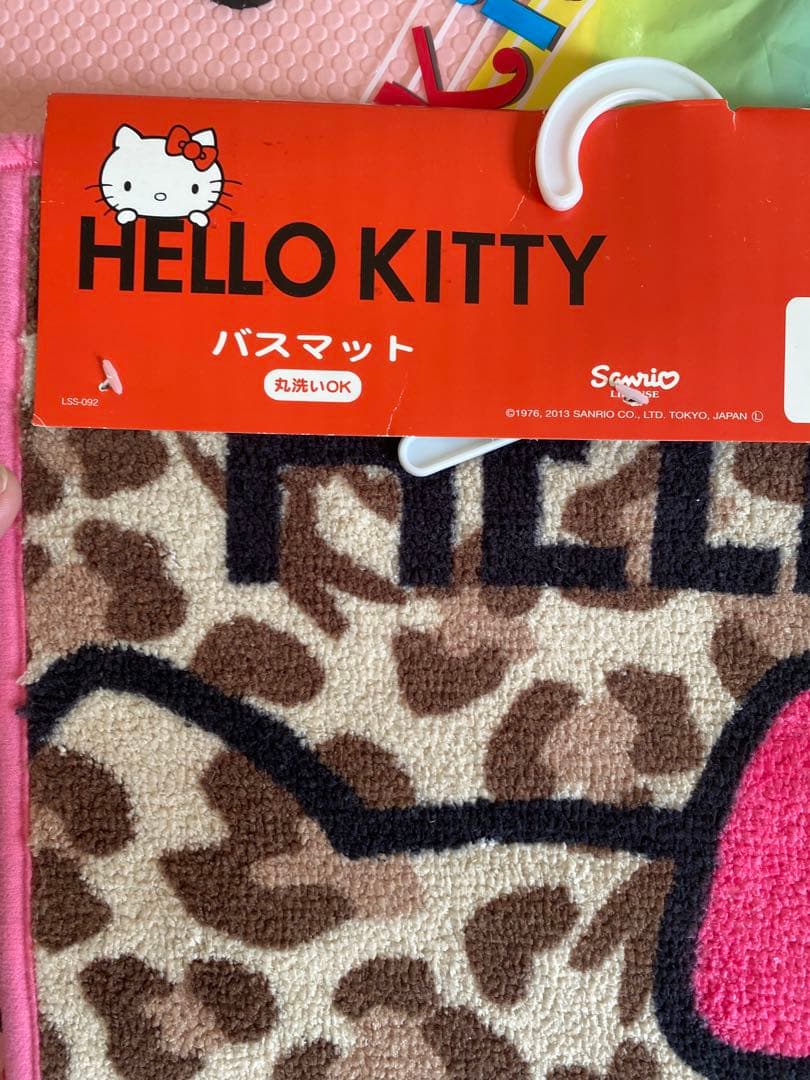 HELLO KITTY
バスマット
丸洗いOK
LSS-092
Sanrio
©1976, 2013 SANRIO CO., LTD. TOKYO, JAPAN Ⓛ
HEL